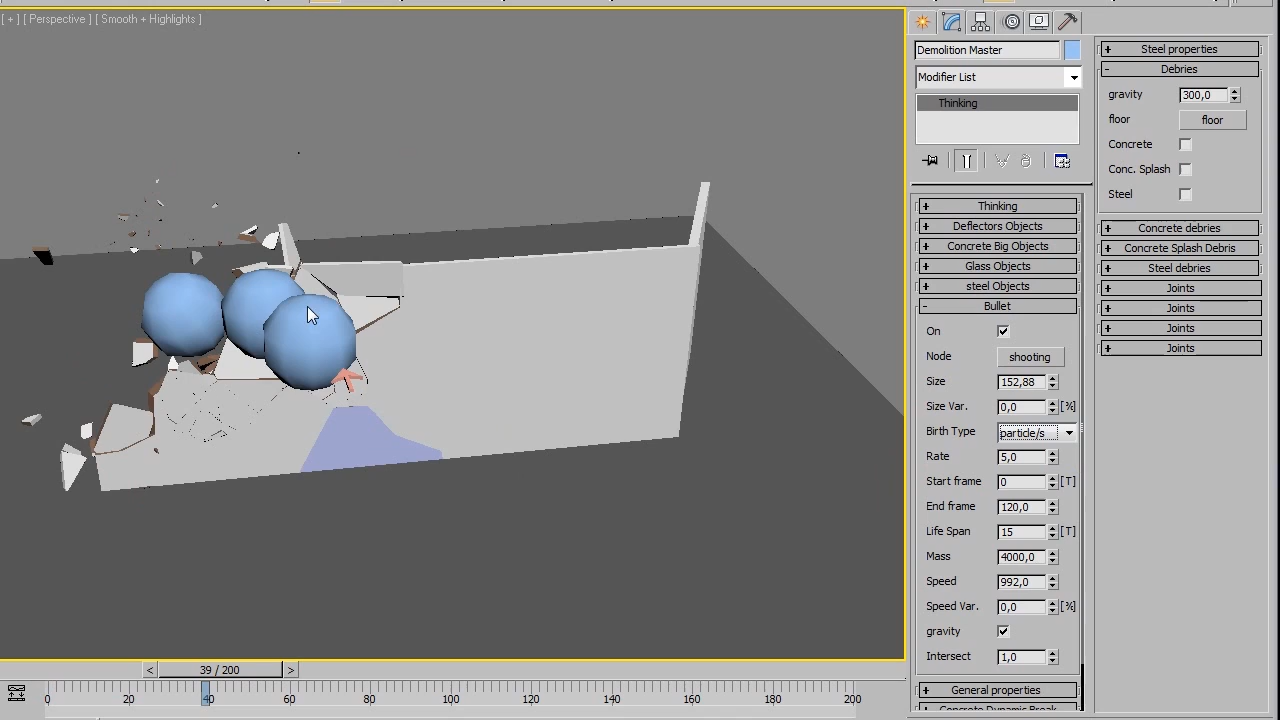 [ + ] [ Perspective ] [ Smooth + Highlights ]
Demolition Master
Modifier List
Thinking
Thinking
Deflectors Objects
Concrete Big Objects
Glass Objects
steel Objects
Bullet
On
Node shooting
Size 152,88
Size Var. 0,0 [%]
Birth Type particle/s
Rate 5,0
Start frame 0 [T]
End frame 120,0
Life Span 15 [T]
Mass 4000,0
Speed 992,0
Speed Var. 0,0 [%]
gravity
Intersect 1,0
General properties
Concrete Dynamic Break
Steel properties
Debries
gravity 300,0
floor floor
Concrete
Conc. Splash
Steel
Concrete debries
Concrete Splash Debris
Steel debries
Joints
Joints
Joints
Joints
< 39 / 200 >
0 20 40 60 80 100 120 140 160 180 200